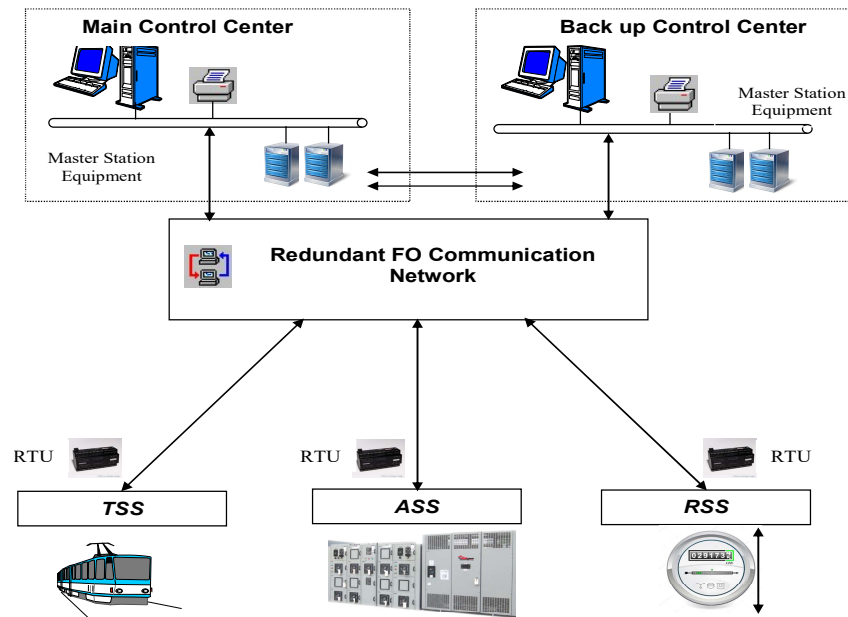 Main Control Center
Back up Control Center
Master Station
Equipment
Master Station
Equipment
Redundant FO Communication
Network
RTU
RTU
RTU
TSS
ASS
RSS